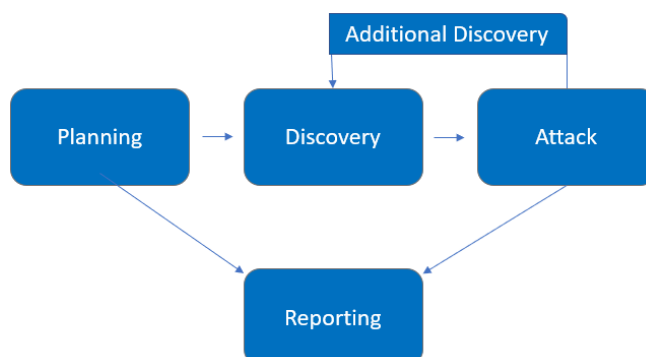 Additional Discovery
Planning
Discovery
Attack
Reporting